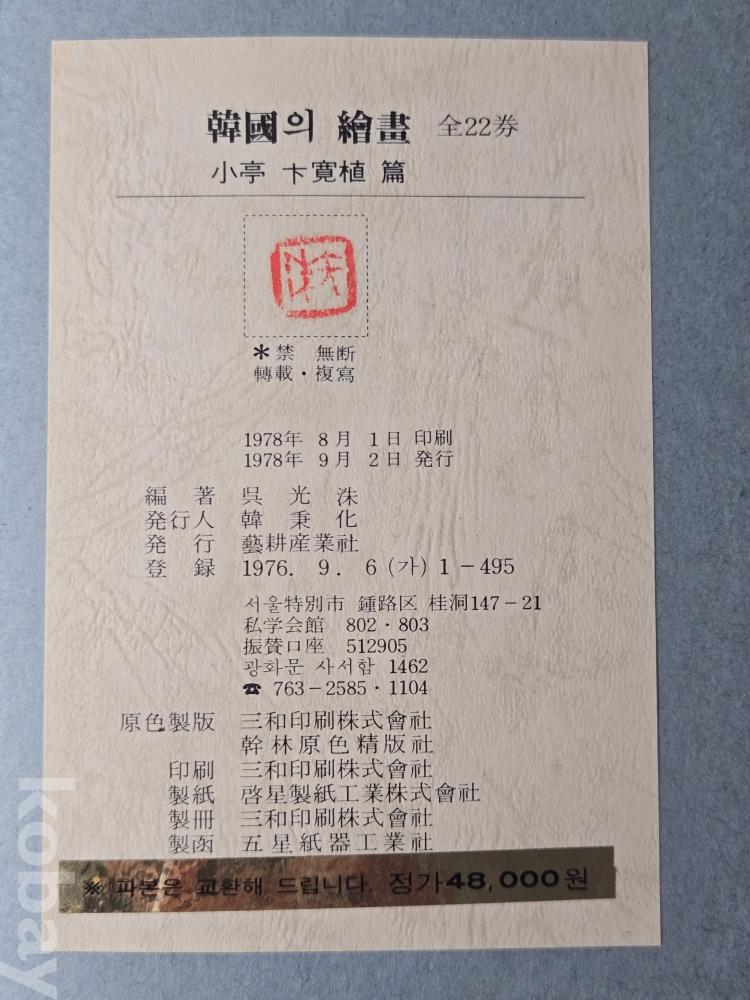 韓國의 繪畫 全22券
小亭 卞寬植 篇
＊禁 無断
轉載・複寫
1978年 8月 1日 印刷
1978年 9月 2日 発行
編著 吳光洙
発行人 韓秉化
発行 藝耕産業社
登録 1976. 9. 6 (가) 1-495
서울特別市 鍾路区 桂洞147-21
私学会館 802・803
振賛口座 512905
광화문 사서함 1462
☎ 763-2585・1104
原色製版 三和印刷株式會社
幹林原色精版社
印刷 三和印刷株式會社
製紙 啓星製紙工業株式會社
製冊 三和印刷株式會社
製函 五星紙器工業社
※ 파본은 교환해 드립니다. 정가48,000원
kobay